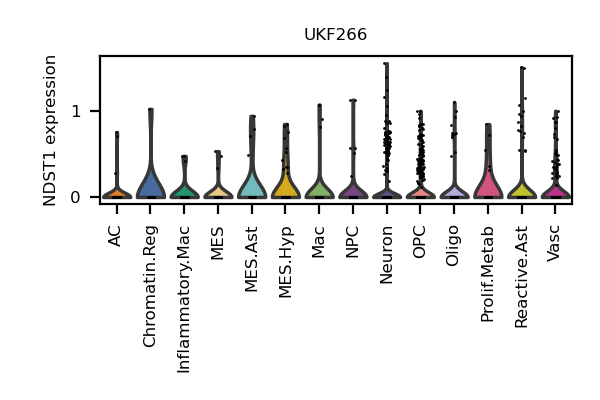 UKF266
NDST1 expression
1
0
AC
Chromatin.Reg
Inflammatory.Mac
MES
MES.Ast
MES.Hyp
Mac
NPC
Neuron
OPC
Oligo
Prolif.Metab
Reactive.Ast
Vasc